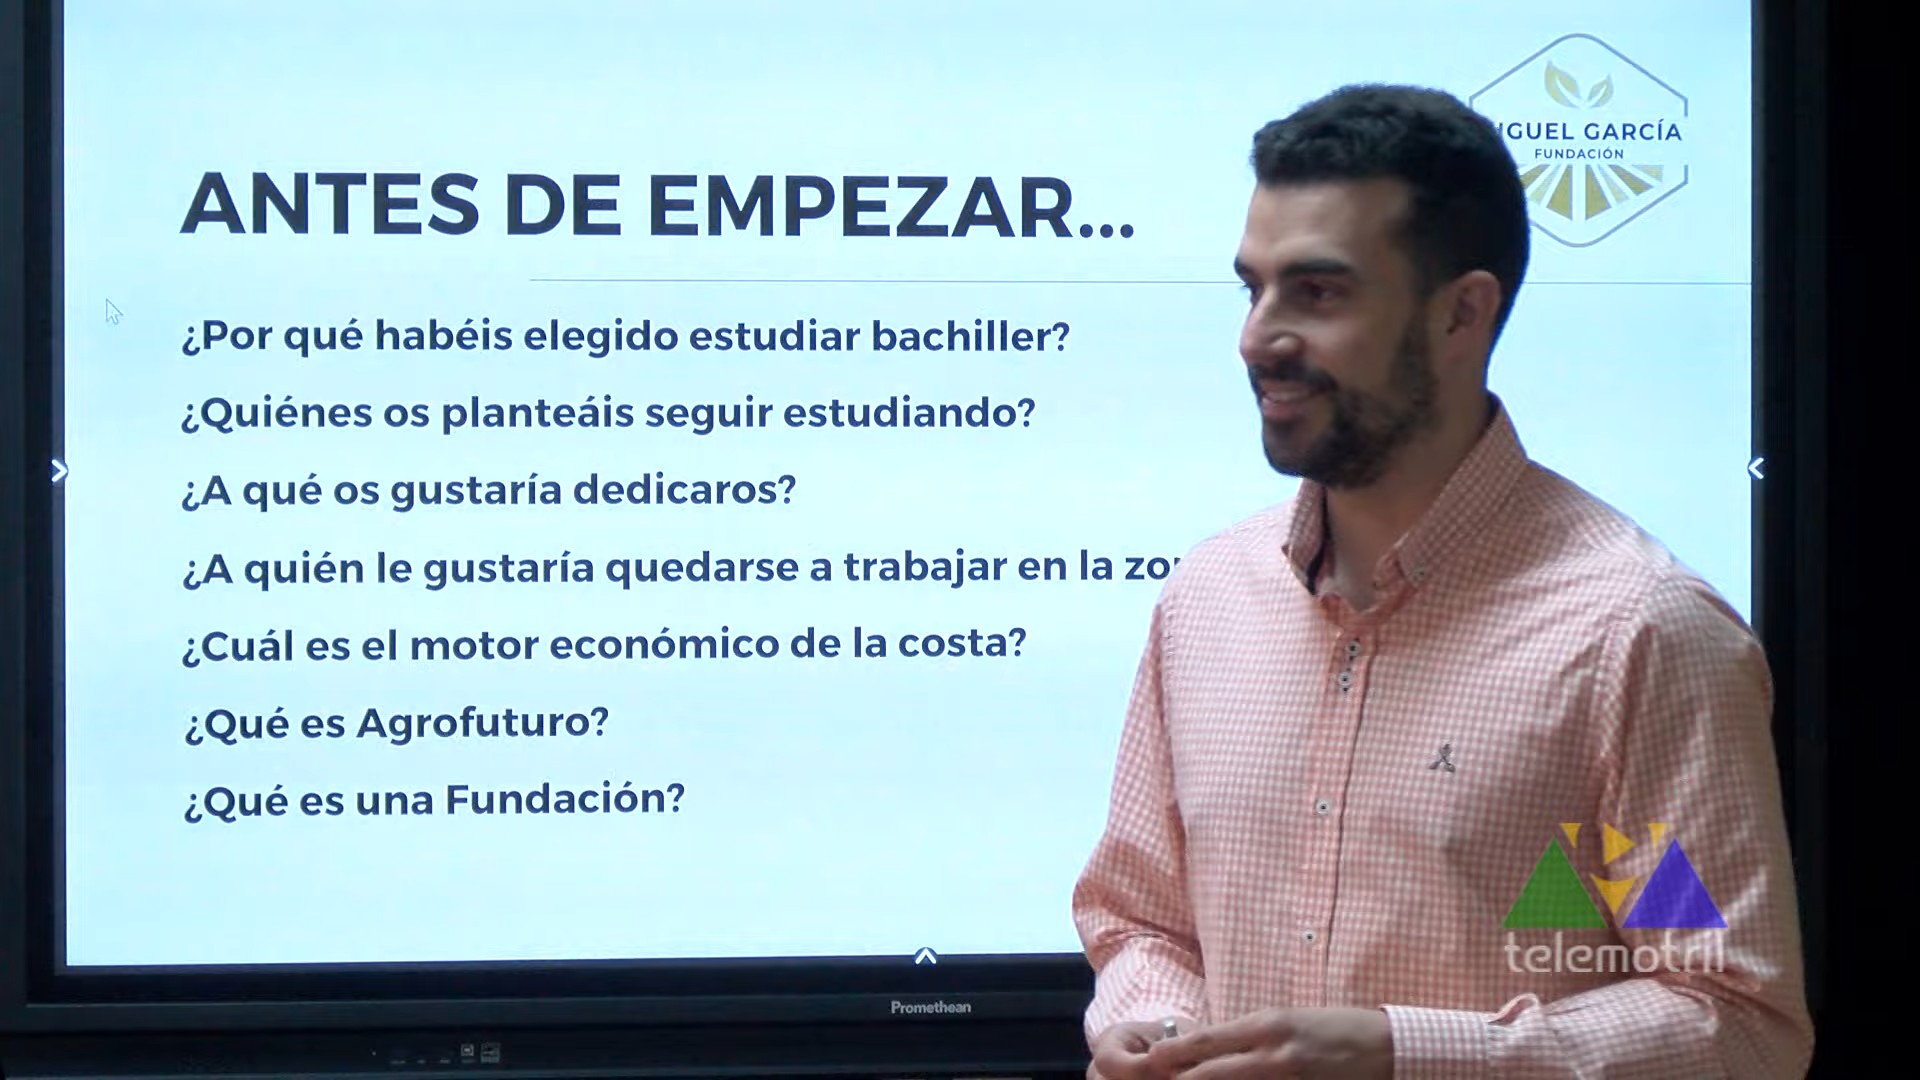 GUEL GARCÍA
FUNDACIÓN
ANTES DE EMPEZAR...
¿Por qué habéis elegido estudiar bachiller?
¿Quiénes os planteáis seguir estudiando?
¿A qué os gustaría dedicaros?
¿A quién le gustaría quedarse a trabajar en la
¿Cuál es el motor económico de la costa?
¿Qué es Agrofuturo?
¿Qué es una Fundación?
telemotril
Promethean